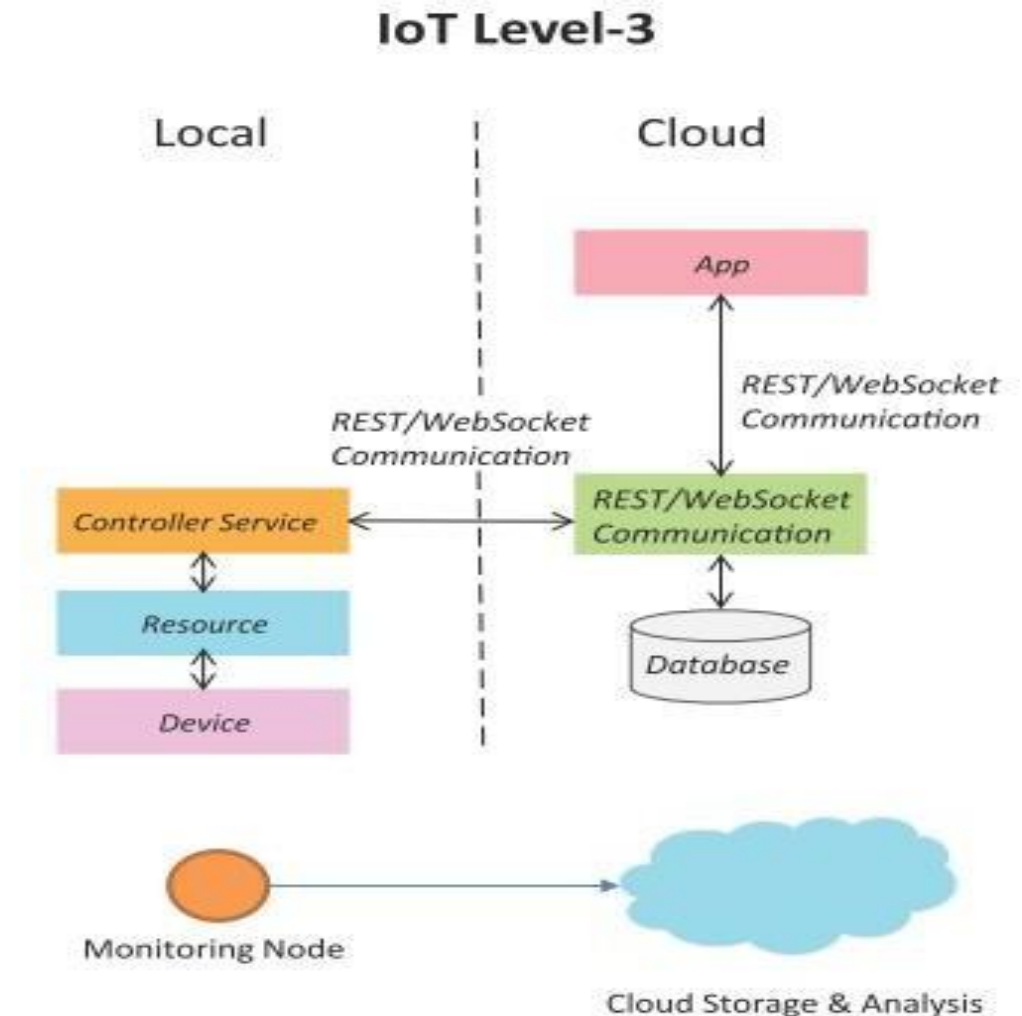 IoT Level-3
Local
Cloud
App
REST/WebSocket
Communication
REST/WebSocket
Communication
Controller Service
REST/WebSocket
Communication
Resource
Database
Device
Monitoring Node
Cloud Storage & Analysis